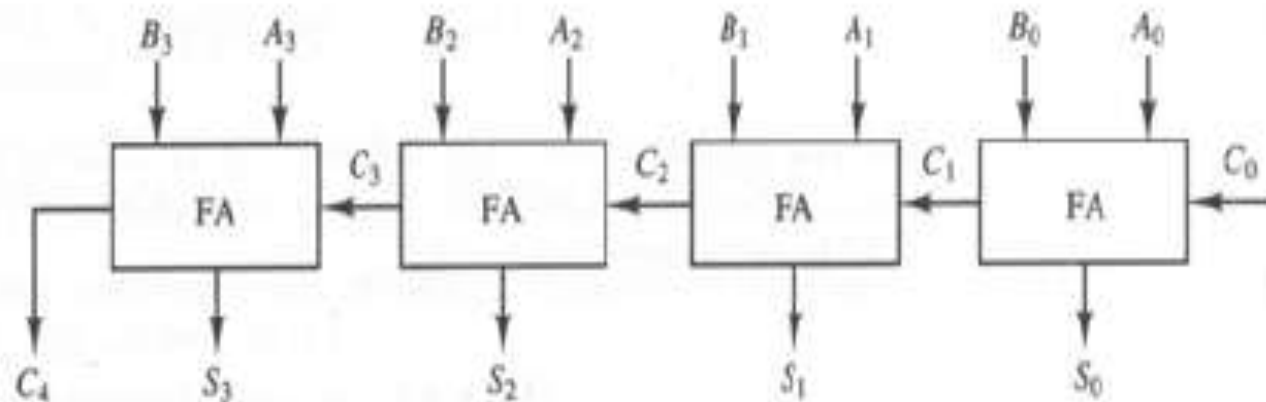 B₃ A₃ B₂ A₂ B₁ A₁ B₀ A₀
C₃ C₂ C₁ C₀
FA FA FA FA
C₄ S₃ S₂ S₁ S₀